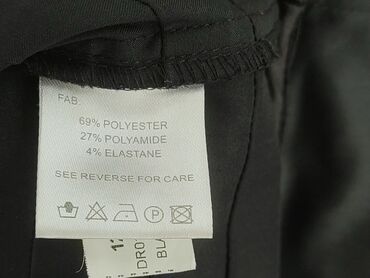 FAB:
69% POLYESTER
27% POLYAMIDE
4% ELASTANE
SEE REVERSE FOR CARE
P